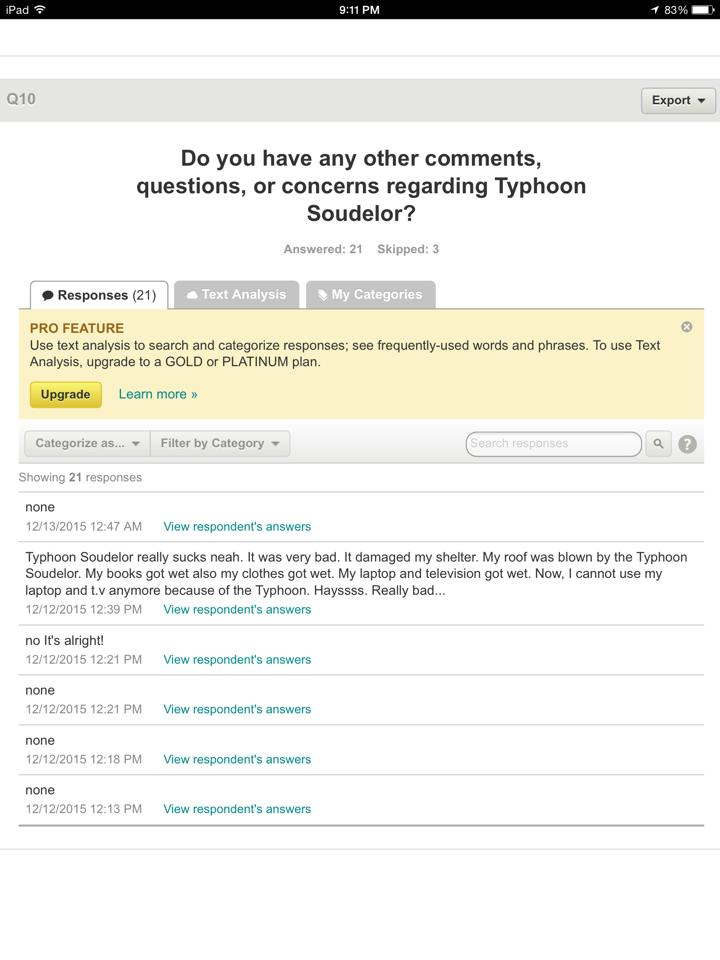 iPad 9:11 PM 83%
Q10 Export
Do you have any other comments,
questions, or concerns regarding Typhoon
Soudelor?
Answered: 21 Skipped: 3
Responses (21) Text Analysis My Categories
PRO FEATURE
Use text analysis to search and categorize responses; see frequently-used words and phrases. To use Text
Analysis, upgrade to a GOLD or PLATINUM plan.
Upgrade Learn more »
Categorize as... Filter by Category Search responses ?
Showing 21 responses
none
12/13/2015 12:47 AM View respondent's answers
Typhoon Soudelor really sucks neah. It was very bad. It damaged my shelter. My roof was blown by the Typhoon
Soudelor. My books got wet also my clothes got wet. My laptop and television got wet. Now, I cannot use my
laptop and t.v anymore because of the Typhoon. Hayssss. Really bad...
12/12/2015 12:39 PM View respondent's answers
no It's alright!
12/12/2015 12:21 PM View respondent's answers
none
12/12/2015 12:21 PM View respondent's answers
none
12/12/2015 12:18 PM View respondent's answers
none
12/12/2015 12:13 PM View respondent's answers